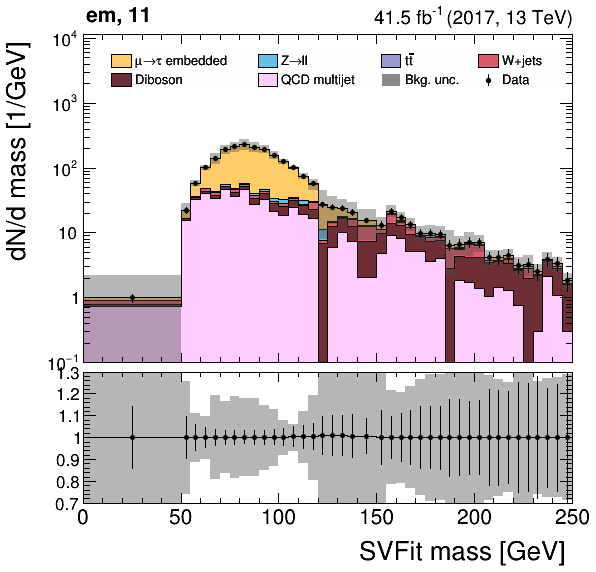 em, 11 41.5 fb⁻¹ (2017, 13 TeV)
μ→τ embedded Z→ll tt̄ W+jets
Diboson QCD multijet Bkg. unc. Data
dN/d mass [1/GeV]
10⁴
10³
10²
10
1
10⁻¹
1.3
1.2
1.1
1
0.9
0.8
0.7
0 50 100 150 200 250
SVFit mass [GeV]